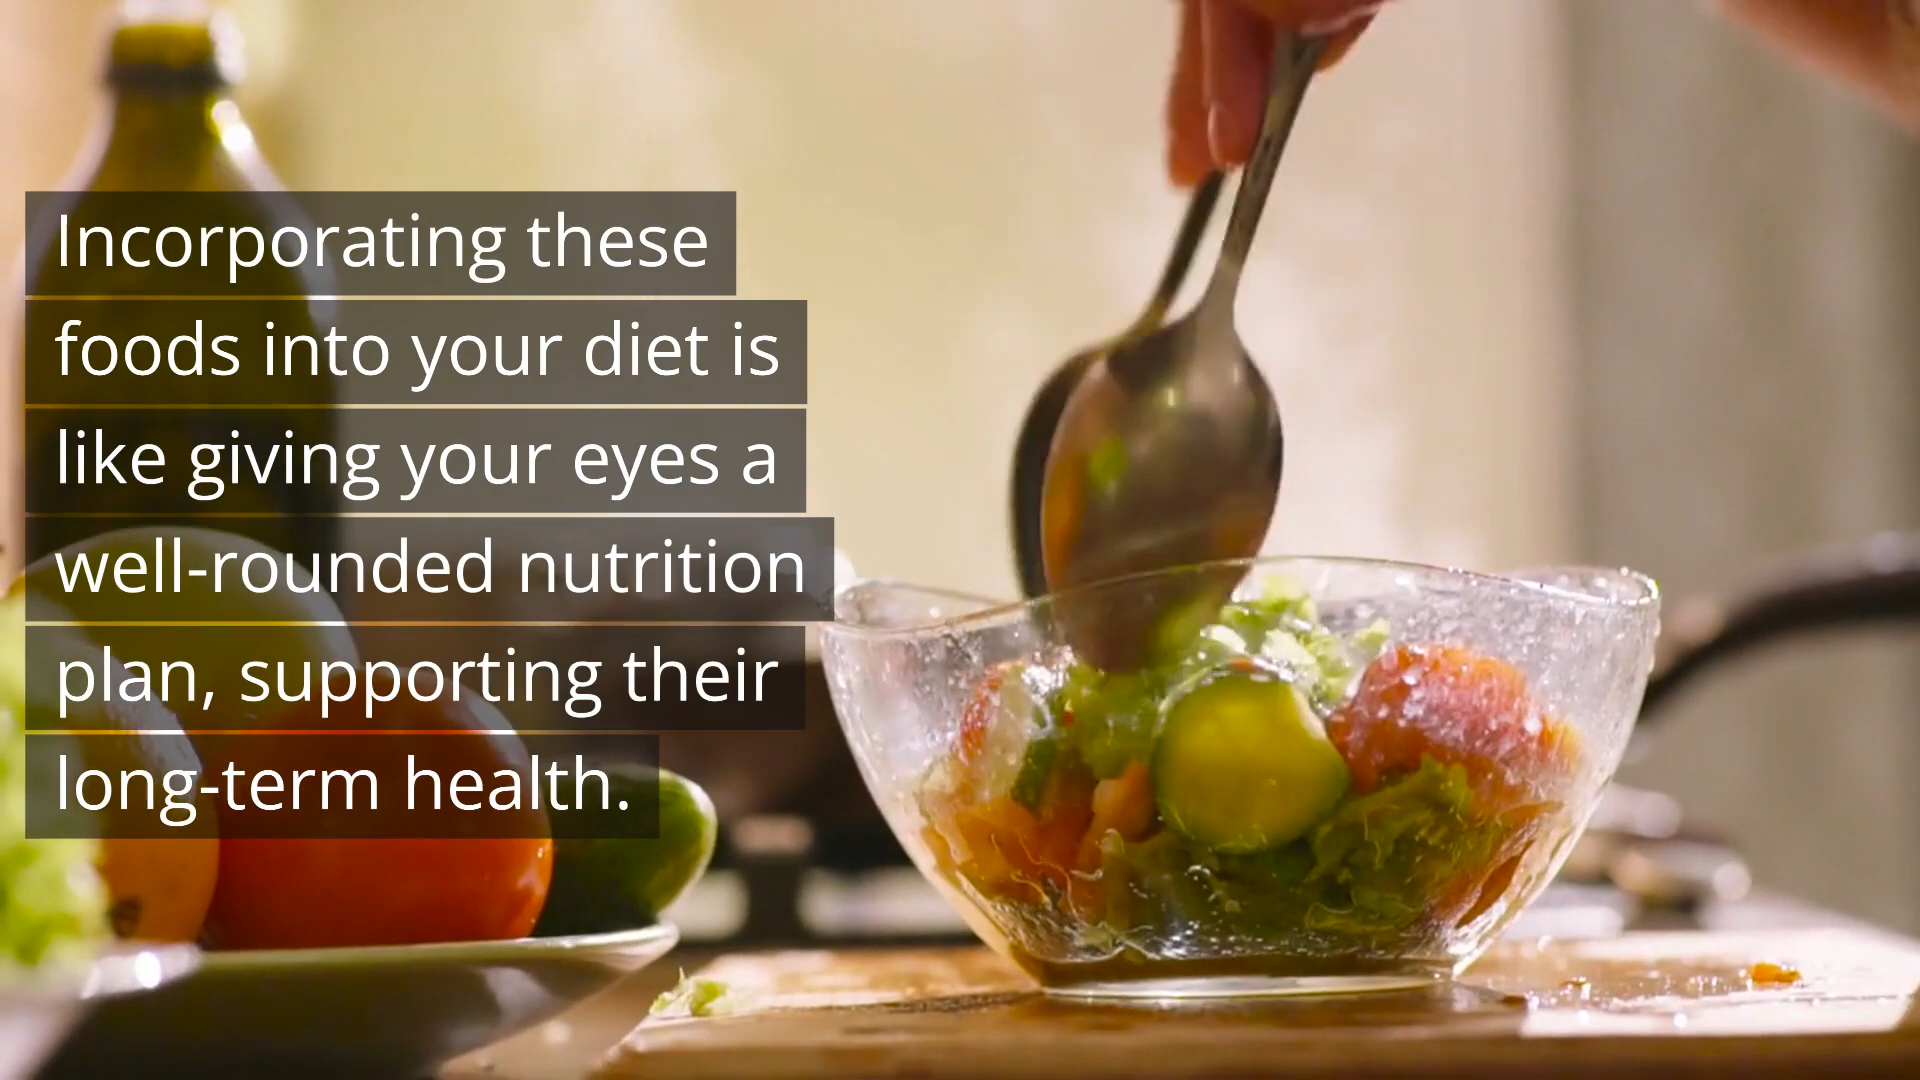 Incorporating these
foods into your diet is
like giving your eyes a
well-rounded nutrition
plan, supporting their
long-term health.